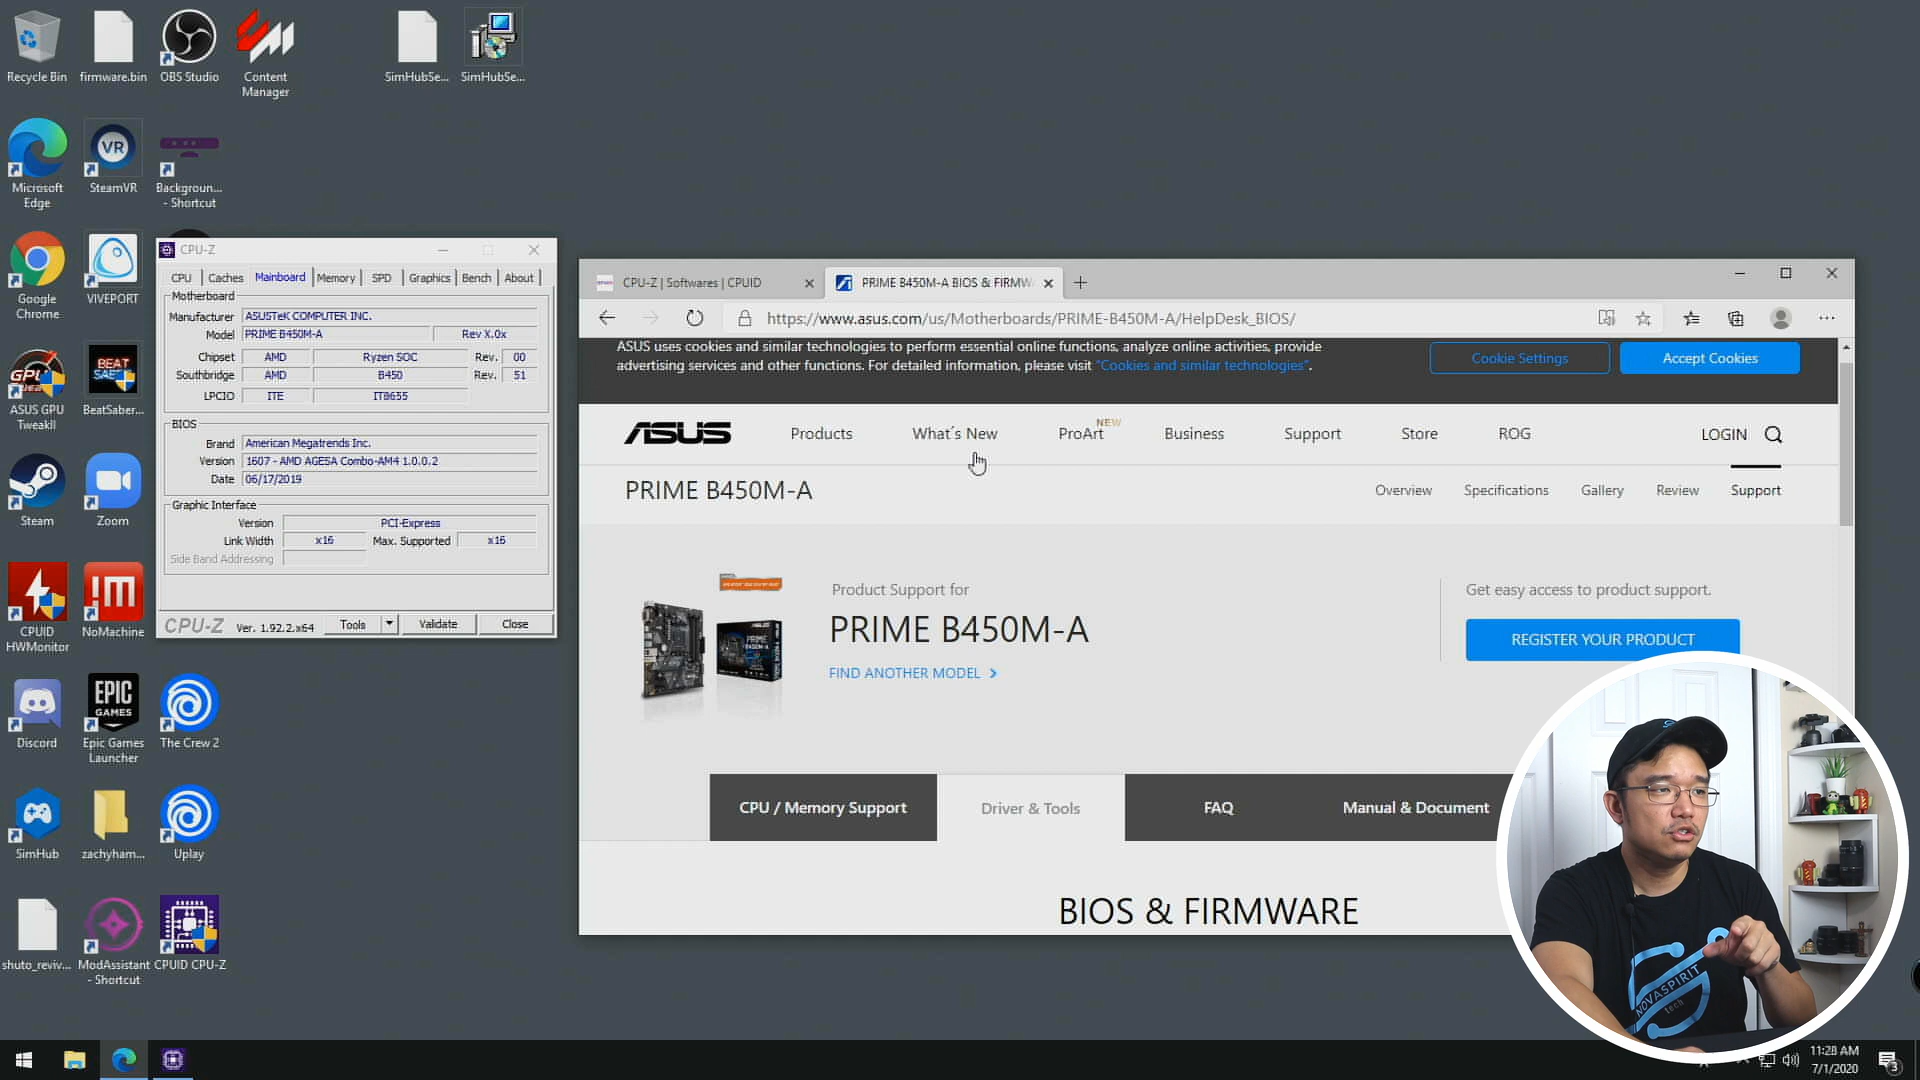 Recycle Bin
firmware.bin
OBS Studio
Content
Manager
SimHubSe...
SimHubSe...
Microsoft
Edge
VR
SteamVR
Backgroun...
- Shortcut
Google
Chrome
VIVEPORT
ASUS GPU
TweakII
BEAT
BeatSaber...
Steam
Zoom
CPUID
HWMonitor
NoMachine
Discord
EPIC
GAMES
Epic Games
Launcher
The Crew 2
SimHub
zachyham...
Uplay
shuto_reviv...
ModAssistant
- Shortcut
CPUID CPU-Z
CPU-Z
CPU
Caches
Mainboard
Memory
SPD
Graphics
Bench
About
Motherboard
Manufacturer ASUSTeK COMPUTER INC.
Model PRIME B450M-A Rev X.0x
Chipset AMD Ryzen SOC Rev. 00
Southbridge AMD B450 Rev. 51
LPCIO ITE IT8655
BIOS
Brand American Megatrends Inc.
Version 1607 - AMD AGESA Combo-AM4 1.0.0.2
Date 06/17/2019
Graphic Interface
Version PCI-Express
Link Width x16 Max. Supported x16
Side Band Addressing
CPU-Z Ver. 1.92.2.x64 Tools Validate Close
CPU-Z | Softwares | CPUID
PRIME B450M-A BIOS & FIRMW
https://www.asus.com/us/Motherboards/PRIME-B450M-A/HelpDesk_BIOS/
ASUS uses cookies and similar technologies to perform essential online functions, analyze online activities, provide
advertising services and other functions. For detailed information, please visit "Cookies and similar technologies".
Cookie Settings
Accept Cookies
ASUS
Products
What's New
ProArt
NEW
Business
Support
Store
ROG
LOGIN
PRIME B450M-A
Overview
Specifications
Gallery
Review
Support
Product Support for
PRIME B450M-A
FIND ANOTHER MODEL
Get easy access to product support.
REGISTER YOUR PRODUCT
CPU / Memory Support
Driver & Tools
FAQ
Manual & Document
BIOS & FIRMWARE
NOVASPIRIT
tech
11:28 AM
7/1/2020
3